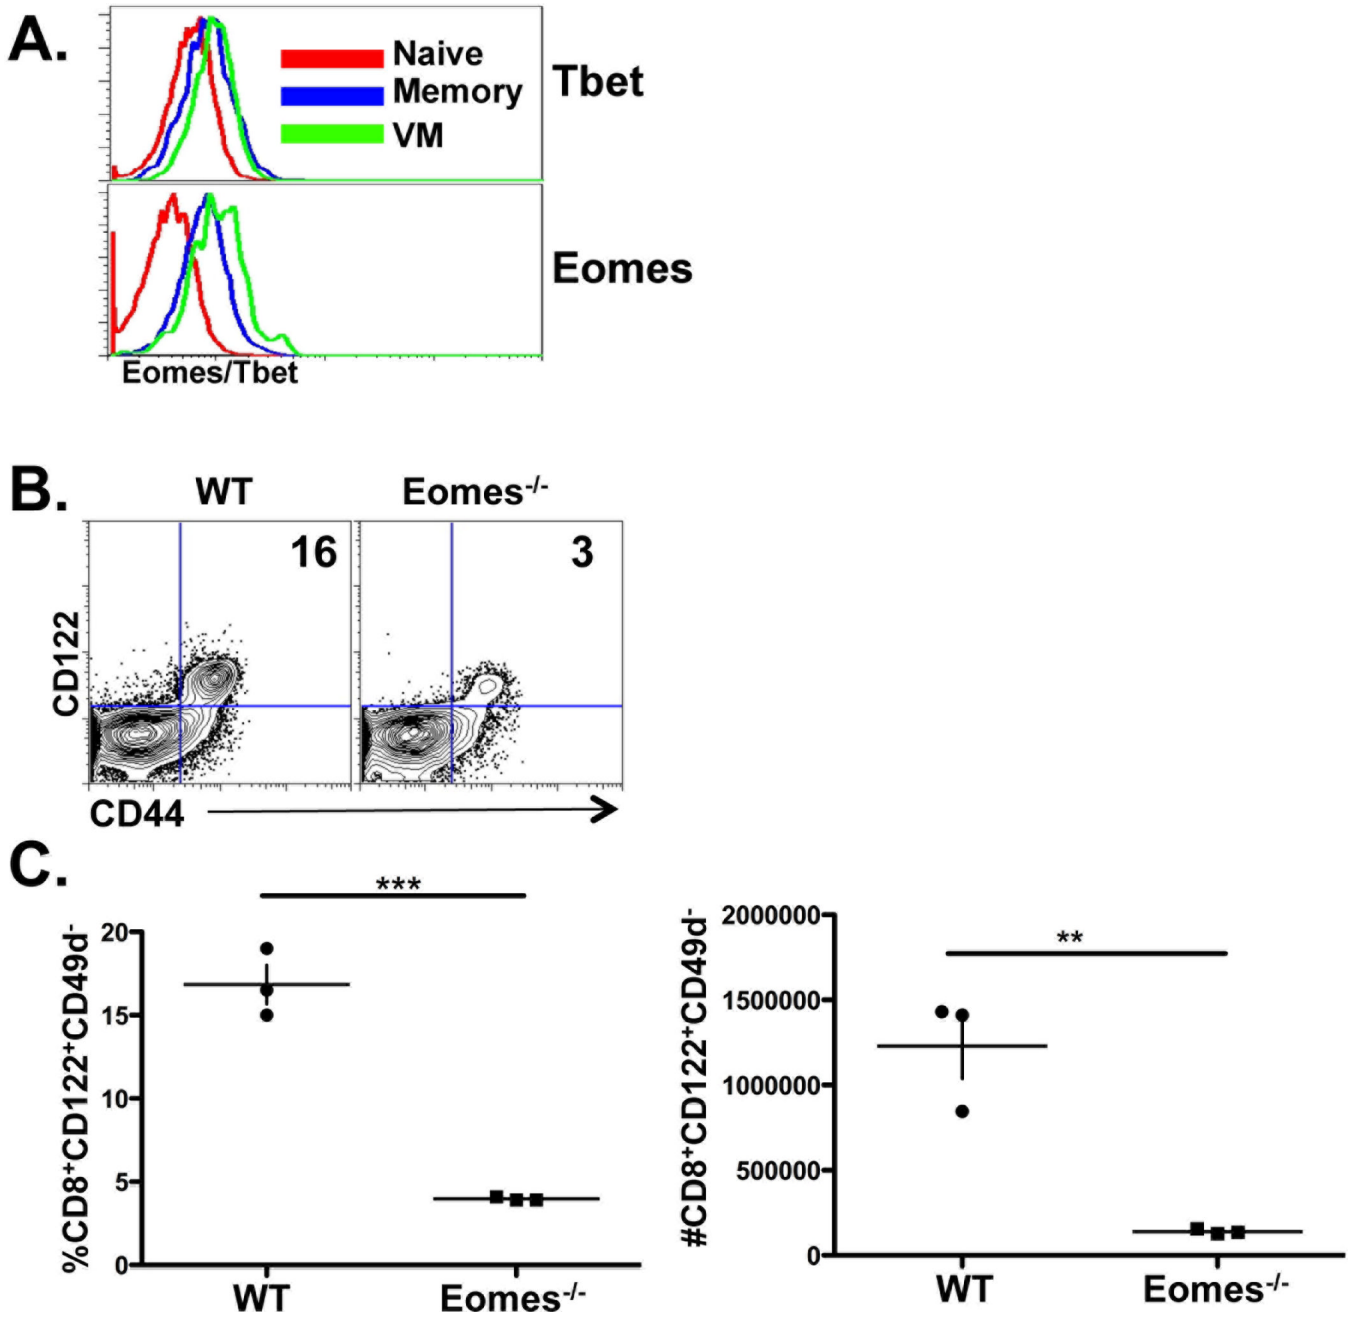 A.
Naive
Memory
VM
Tbet
Eomes
Eomes/Tbet
B.
WT
Eomes-/-
16
3
CD122
CD44
C.
***
%CD8+CD122+CD49d-
20
15
10
5
0
WT
Eomes-/-
**
#CD8+CD122+CD49d-
2000000
1500000
1000000
500000
0
WT
Eomes-/-